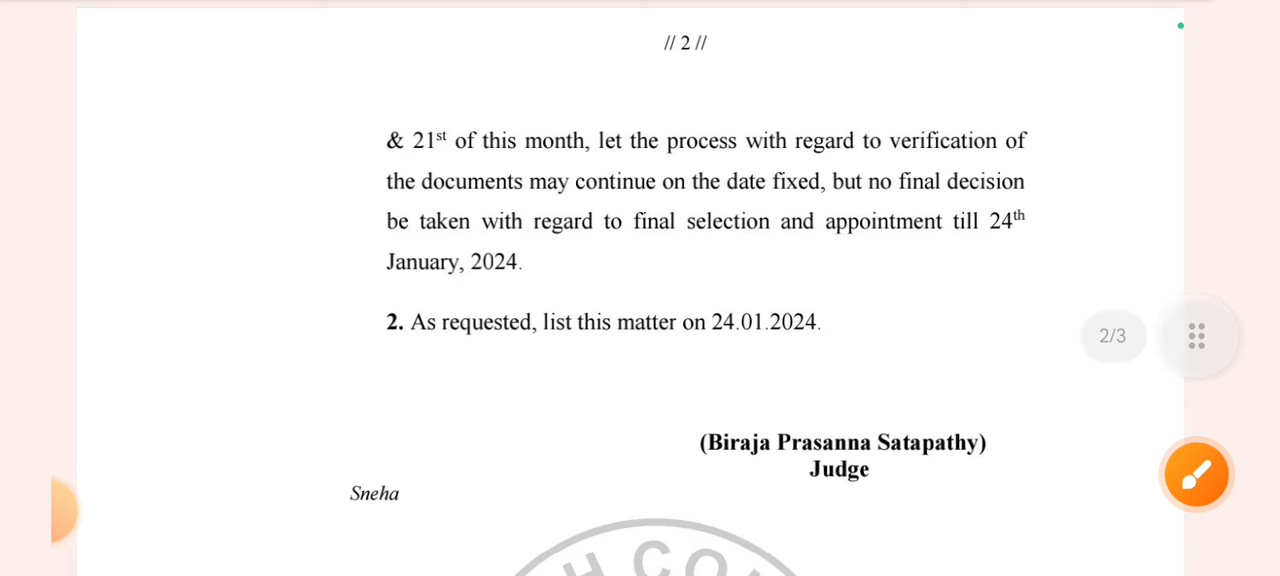 // 2 //
& 21st of this month, let the process with regard to verification of
the documents may continue on the date fixed, but no final decision
be taken with regard to final selection and appointment till 24th
January, 2024.
2. As requested, list this matter on 24.01.2024.
2/3
(Biraja Prasanna Satapathy)
Judge
Sneha